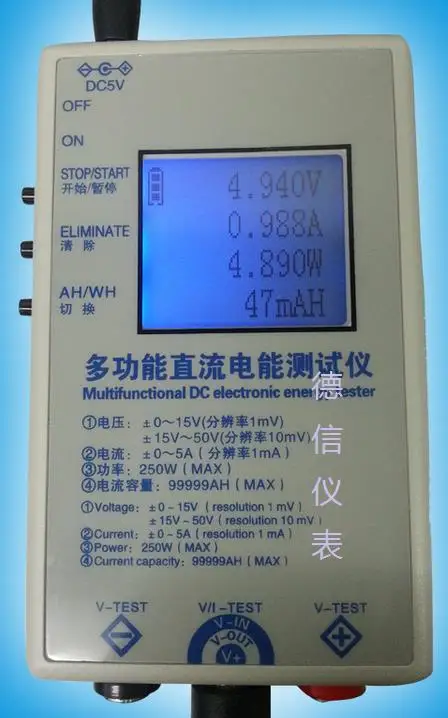 DC5V
OFF
ON
STOP/START
开始/暂停
ELIMINATE
清除
AH/WH
切换
4.940V
0.988A
4.890W
47mAH
多功能直流电能测试仪
Multifunctional DC electronic energy tester
①电压：±0～15V(分辨率1mV)
±15V～50V(分辨率10mV)
②电流：±0～5A（分辨率1mA）
③功率：250W（MAX）
④电流容量：99999AH（MAX）
①Voltage：±0～15V（resolution 1 mV）
±15V～50V（resolution 10 mV）
②Current：±0～5A（resolution 1 mA）
③Power：250W（MAX）
④Current capacity：99999AH（MAX）
德信仪表
V-TEST
V/I-TEST
V-TEST
V-IN
V-OUT
V+